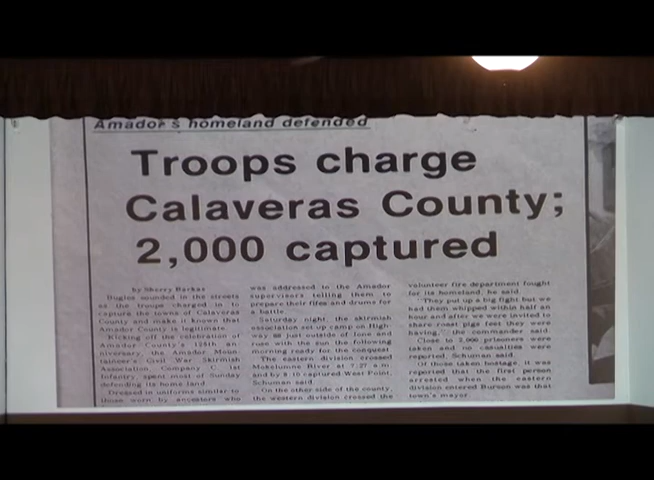 Amador's homeland defended
Troops charge
Calaveras County;
2,000 captured
by Sherry Barkas
Bugles sounded in the streets
as the troops charged in to
capture the towns of Calaveras
County and make it known that
Amador County is legitimate.
Kicking off the celebration of
Amador County's 125th an-
niversary, the Amador Moun-
taineer's Civil War Skirmish
Association, Company C 1st
Infantry, spent most of Sunday
defending its home land.
Dressed in uniforms similar to
those worn by ancestors who
was addressed to the Amador
supervisors telling them to
prepare their fifes and drums for
a battle.
Saturday night, the skirmish
association set up camp on High-
way 88 just outside of Ione and
rose with the sun the following
morning ready for the conquest.
The eastern division crossed
Mokelumne River at 7:27 a.m.
and by 8:10 captured West Point,
Schuman said.
On the other side of the county,
the western division crossed the
volunteer fire department fought
for its homeland, he said.
"They put up a big fight but we
had them whipped within half an
hour and after we were invited to
share roast pigs feet they were
having," the commander said.
Close to 2,000 prisoners were
taken and no casualties were
reported, Schuman said.
Of those taken hostage, it was
reported that the first person
arrested when the eastern
division entered Burson was that
town's mayor.